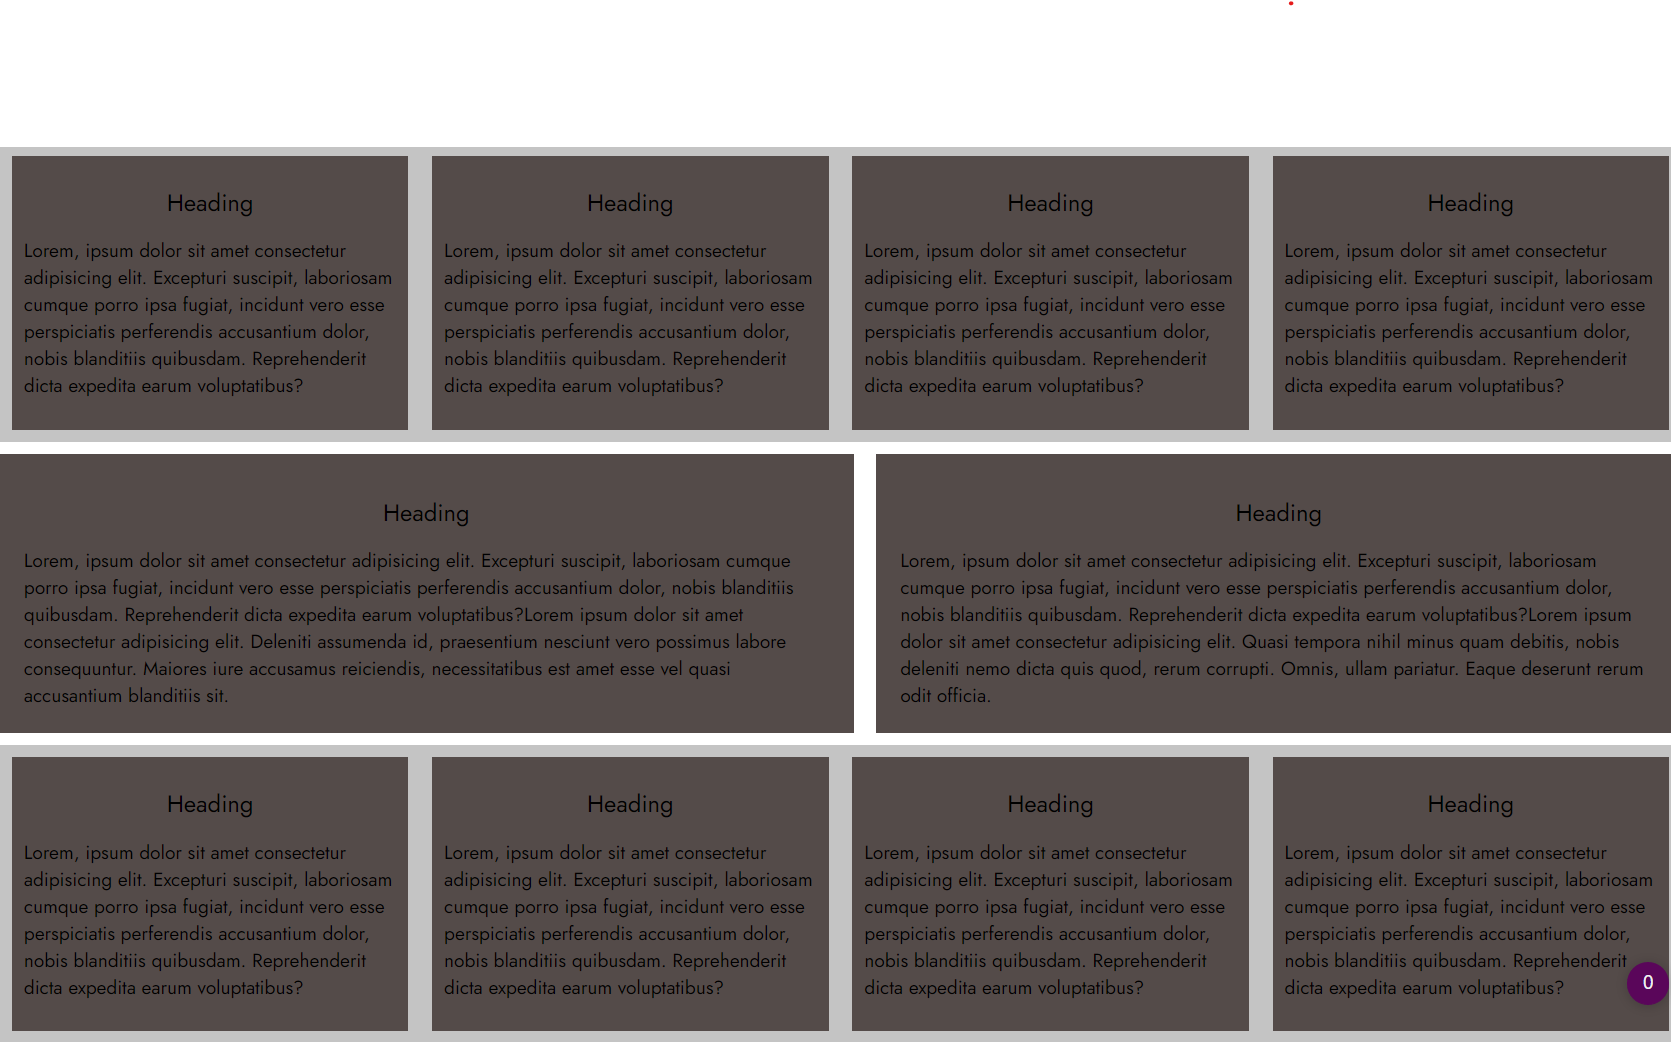 Heading
Lorem, ipsum dolor sit amet consectetur
adipisicing elit. Excepturi suscipit, laboriosam
cumque porro ipsa fugiat, incidunt vero esse
perspiciatis perferendis accusantium dolor,
nobis blanditiis quibusdam. Reprehenderit
dicta expedita earum voluptatibus?
Heading
Lorem, ipsum dolor sit amet consectetur
adipisicing elit. Excepturi suscipit, laboriosam
cumque porro ipsa fugiat, incidunt vero esse
perspiciatis perferendis accusantium dolor,
nobis blanditiis quibusdam. Reprehenderit
dicta expedita earum voluptatibus?
Heading
Lorem, ipsum dolor sit amet consectetur
adipisicing elit. Excepturi suscipit, laboriosam
cumque porro ipsa fugiat, incidunt vero esse
perspiciatis perferendis accusantium dolor,
nobis blanditiis quibusdam. Reprehenderit
dicta expedita earum voluptatibus?
Heading
Lorem, ipsum dolor sit amet consectetur
adipisicing elit. Excepturi suscipit, laboriosam
cumque porro ipsa fugiat, incidunt vero esse
perspiciatis perferendis accusantium dolor,
nobis blanditiis quibusdam. Reprehenderit
dicta expedita earum voluptatibus?
Heading
Lorem, ipsum dolor sit amet consectetur adipisicing elit. Excepturi suscipit, laboriosam cumque
porro ipsa fugiat, incidunt vero esse perspiciatis perferendis accusantium dolor, nobis blanditiis
quibusdam. Reprehenderit dicta expedita earum voluptatibus?Lorem ipsum dolor sit amet
consectetur adipisicing elit. Deleniti assumenda id, praesentium nesciunt vero possimus labore
consequuntur. Maiores iure accusamus reiciendis, necessitatibus est amet esse vel quasi
accusantium blanditiis sit.
Heading
Lorem, ipsum dolor sit amet consectetur adipisicing elit. Excepturi suscipit, laboriosam
cumque porro ipsa fugiat, incidunt vero esse perspiciatis perferendis accusantium dolor,
nobis blanditiis quibusdam. Reprehenderit dicta expedita earum voluptatibus?Lorem ipsum
dolor sit amet consectetur adipisicing elit. Quasi tempora nihil minus quam debitis, nobis
deleniti nemo dicta quis quod, rerum corrupti. Omnis, ullam pariatur. Eaque deserunt rerum
odit officia.
Heading
Lorem, ipsum dolor sit amet consectetur
adipisicing elit. Excepturi suscipit, laboriosam
cumque porro ipsa fugiat, incidunt vero esse
perspiciatis perferendis accusantium dolor,
nobis blanditiis quibusdam. Reprehenderit
dicta expedita earum voluptatibus?
Heading
Lorem, ipsum dolor sit amet consectetur
adipisicing elit. Excepturi suscipit, laboriosam
cumque porro ipsa fugiat, incidunt vero esse
perspiciatis perferendis accusantium dolor,
nobis blanditiis quibusdam. Reprehenderit
dicta expedita earum voluptatibus?
Heading
Lorem, ipsum dolor sit amet consectetur
adipisicing elit. Excepturi suscipit, laboriosam
cumque porro ipsa fugiat, incidunt vero esse
perspiciatis perferendis accusantium dolor,
nobis blanditiis quibusdam. Reprehenderit
dicta expedita earum voluptatibus?
Heading
Lorem, ipsum dolor sit amet consectetur
adipisicing elit. Excepturi suscipit, laboriosam
cumque porro ipsa fugiat, incidunt vero esse
perspiciatis perferendis accusantium dolor,
nobis blanditiis quibusdam. Reprehenderit
dicta expedita earum voluptatibus?
0